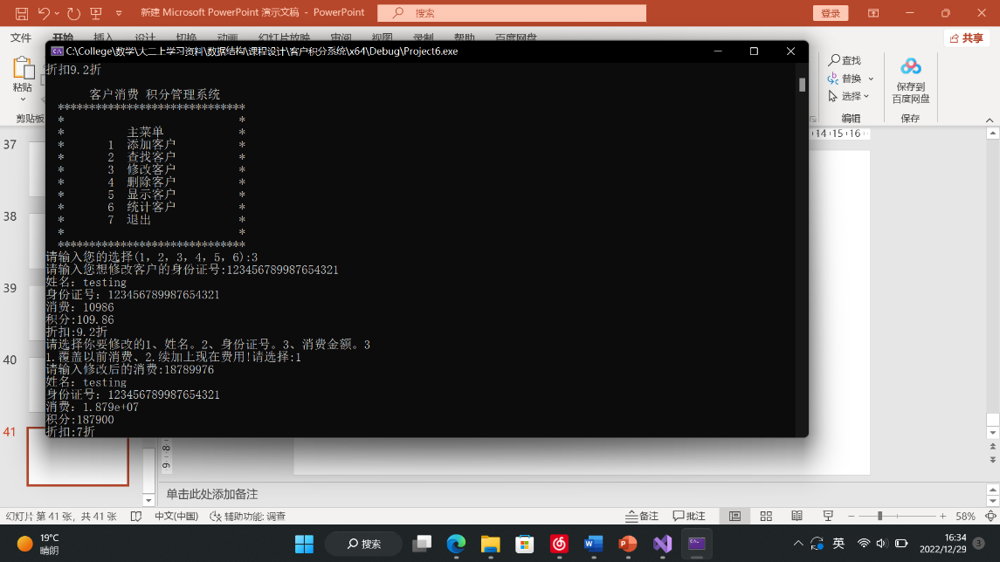 新建 Microsoft PowerPoint 演示文稿 - PowerPoint
搜索
登录
文件 开始 插入 设计 切换 动画 幻灯片放映 审阅 视图 录制 帮助 百度网盘
共享
粘贴
剪贴板
查找
替换
选择
编辑
保存到
百度网盘
保存
C:\College\数学\大二上学习资料\数据结构\课程设计\客户积分系统\x64\Debug\Project6.exe
折扣9.2折
客户消费 积分管理系统
******************************
* *
* 主菜单 *
* 1 添加客户 *
* 2 查找客户 *
* 3 修改客户 *
* 4 删除客户 *
* 5 显示客户 *
* 6 统计客户 *
* 7 退出 *
* *
******************************
请输入您的选择(1, 2, 3, 4, 5, 6):3
请输入您想修改客户的身份证号:123456789987654321
姓名: testing
身份证号: 123456789987654321
消费: 10986
积分:109.86
折扣:9.2折
请选择你要修改的1、姓名。2、身份证号。3、消费金额。3
1.覆盖以前消费、2.续加上现在费用!请选择:1
请输入修改后的消费:18789976
姓名: testing
身份证号: 123456789987654321
消费: 1.879e+07
积分:187900
折扣:7折
14 15 16
37
38
39
40
41
8
9
单击此处添加备注
幻灯片 第 41 张，共 41 张
中文(中国)
辅助功能: 调查
备注
批注
58%
19°C
晴朗
搜索
英
16:34
2022/12/29
3